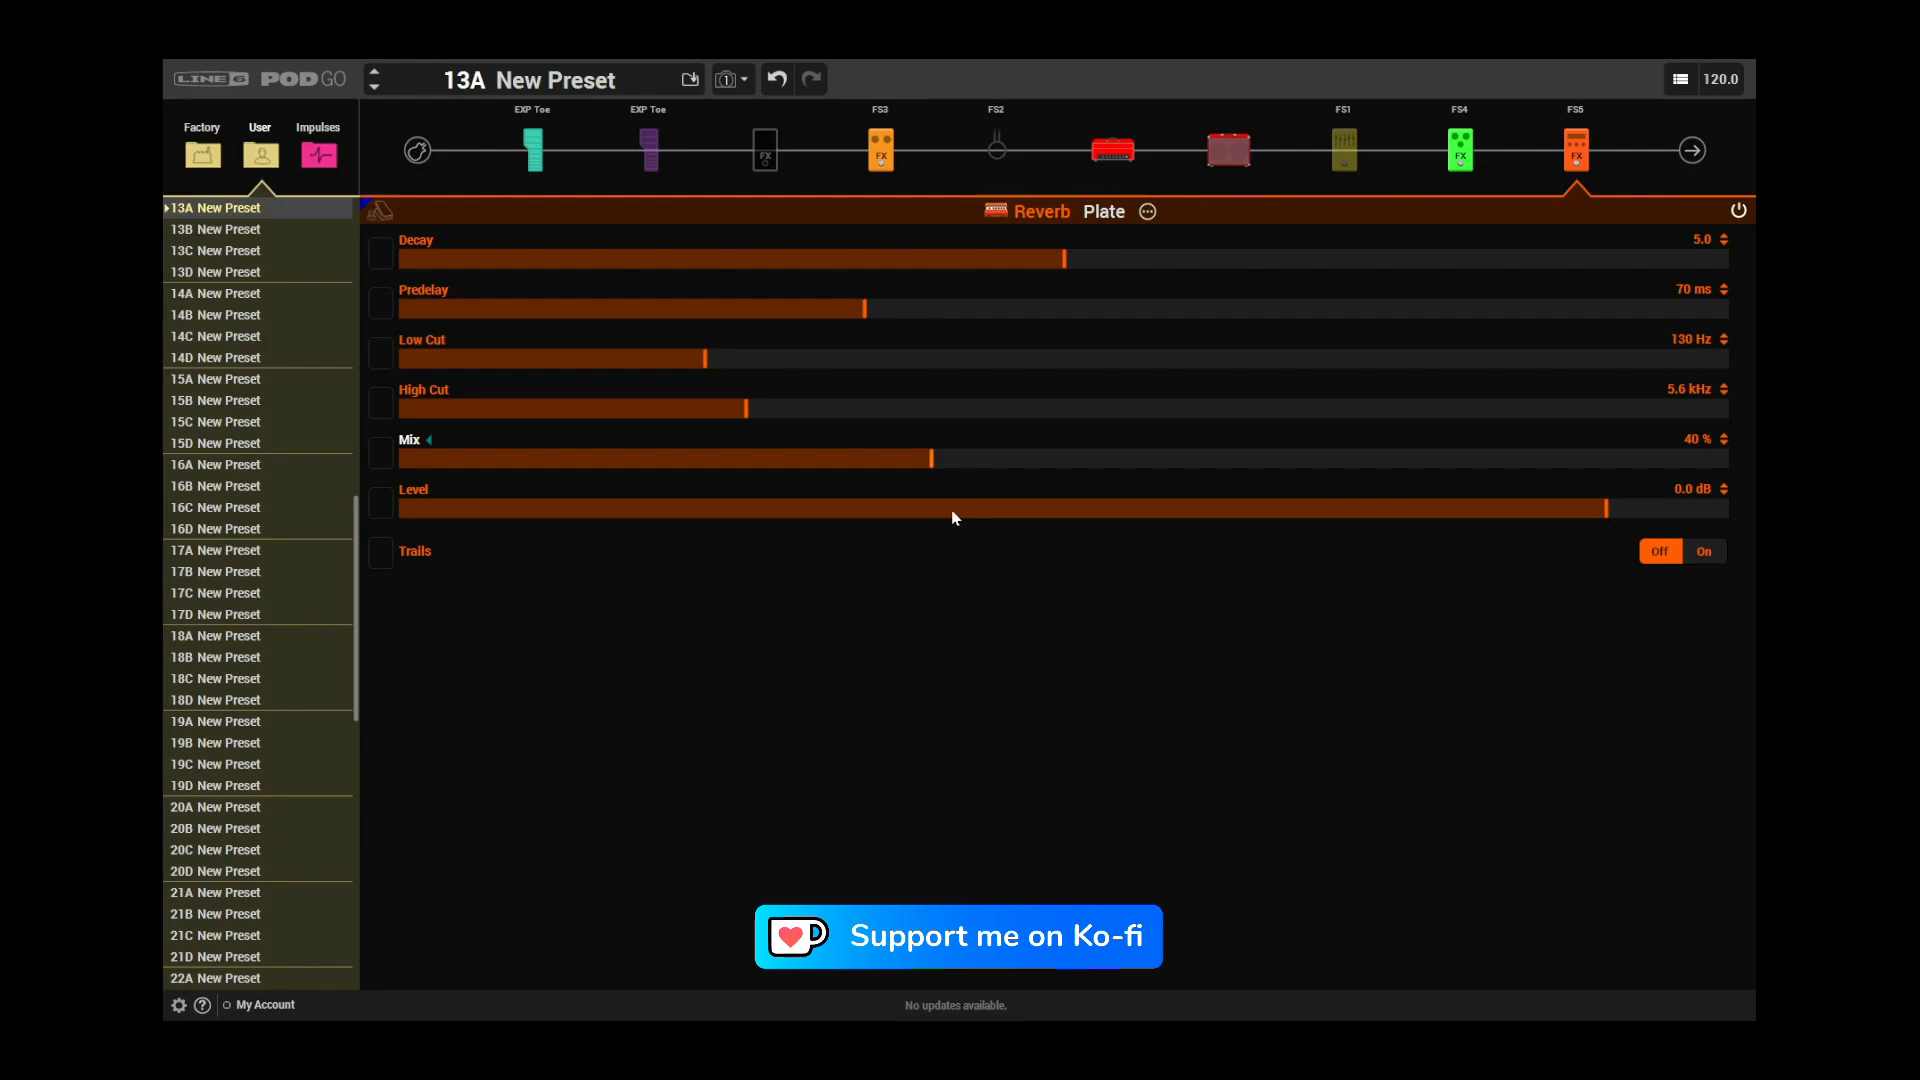 LINE 6 POD GO
13A New Preset
120.0
Factory
User
Impulses
EXP Toe
EXP Toe
FS3
FS2
FS1
FS4
FS5
FX
FX
FX
FX
13A New Preset
13B New Preset
13C New Preset
13D New Preset
14A New Preset
14B New Preset
14C New Preset
14D New Preset
15A New Preset
15B New Preset
15C New Preset
15D New Preset
16A New Preset
16B New Preset
16C New Preset
16D New Preset
17A New Preset
17B New Preset
17C New Preset
17D New Preset
18A New Preset
18B New Preset
18C New Preset
18D New Preset
19A New Preset
19B New Preset
19C New Preset
19D New Preset
20A New Preset
20B New Preset
20C New Preset
20D New Preset
21A New Preset
21B New Preset
21C New Preset
21D New Preset
22A New Preset
Reverb Plate
Decay 5.0
Predelay 70 ms
Low Cut 130 Hz
High Cut 5.6 kHz
Mix 40 %
Level 0.0 dB
Trails Off On
Support me on Ko-fi
My Account
No updates available.